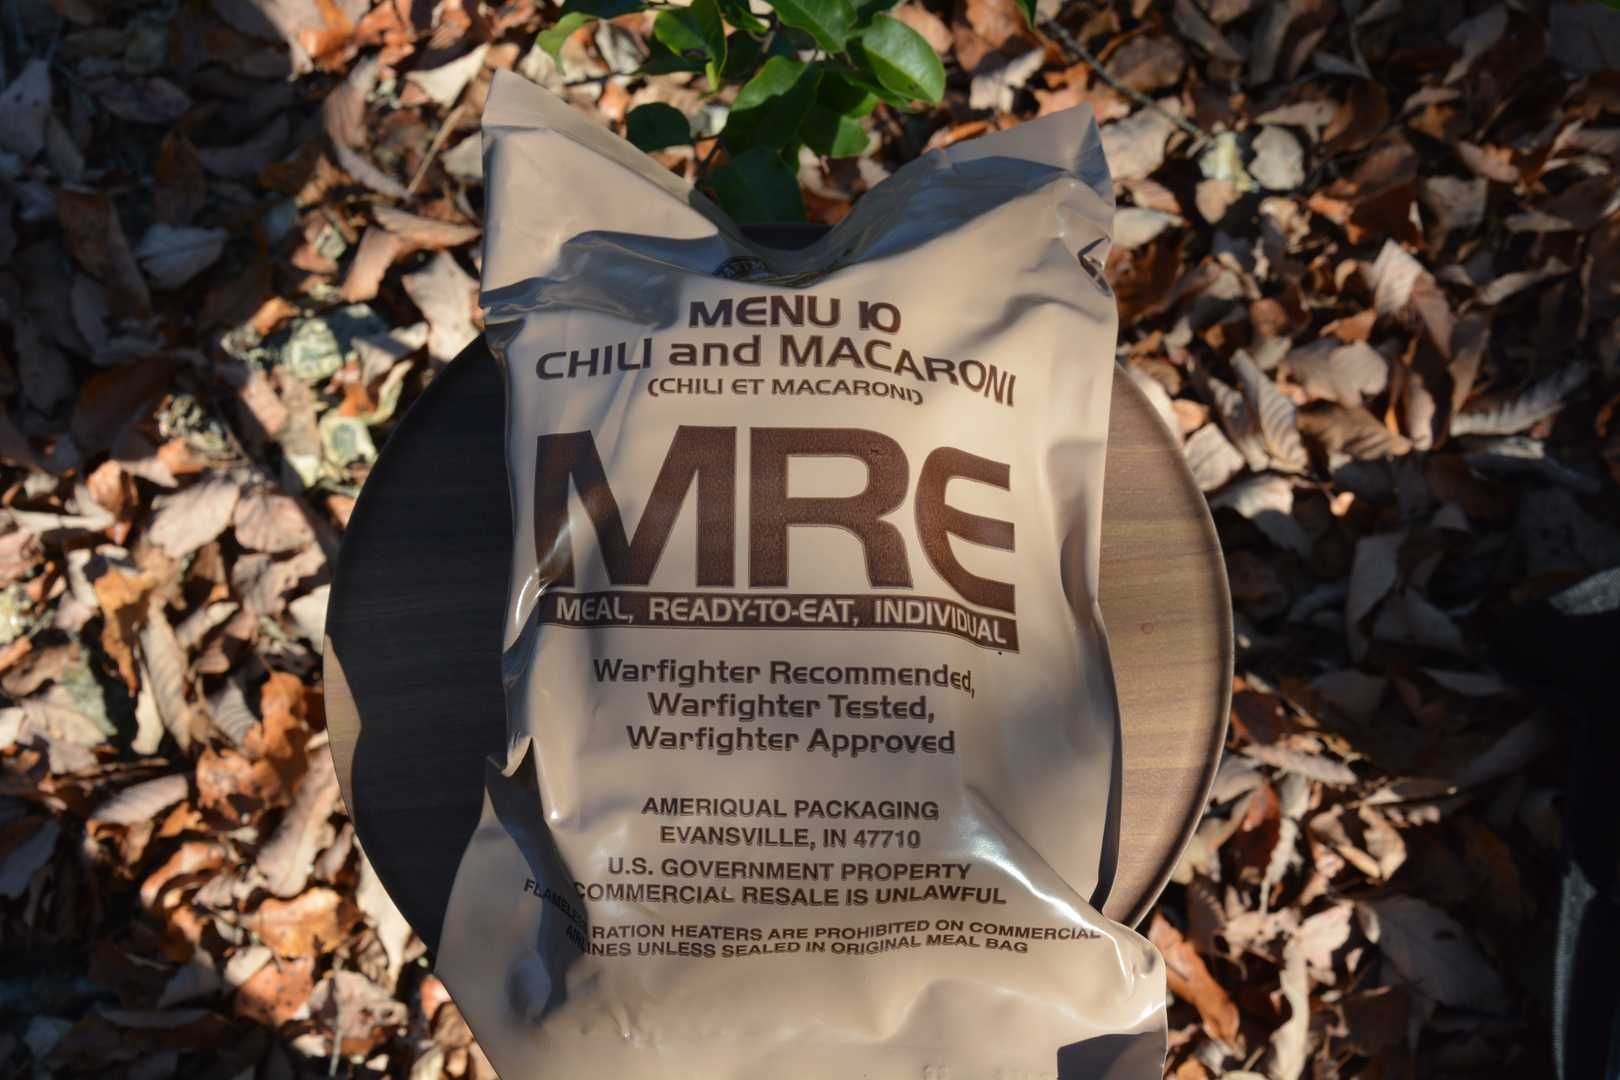 MENU 10
CHILI and MACARONI
(CHILI ET MACARONI)
MRE
MEAL, READY-TO-EAT, INDIVIDUAL
Warfighter Recommended,
Warfighter Tested,
Warfighter Approved
AMERIQUAL PACKAGING
EVANSVILLE, IN 47710
U.S. GOVERNMENT PROPERTY
COMMERCIAL RESALE IS UNLAWFUL
FLAMELESS RATION HEATERS ARE PROHIBITED ON COMMERCIAL
AIRLINES UNLESS SEALED IN ORIGINAL MEAL BAG